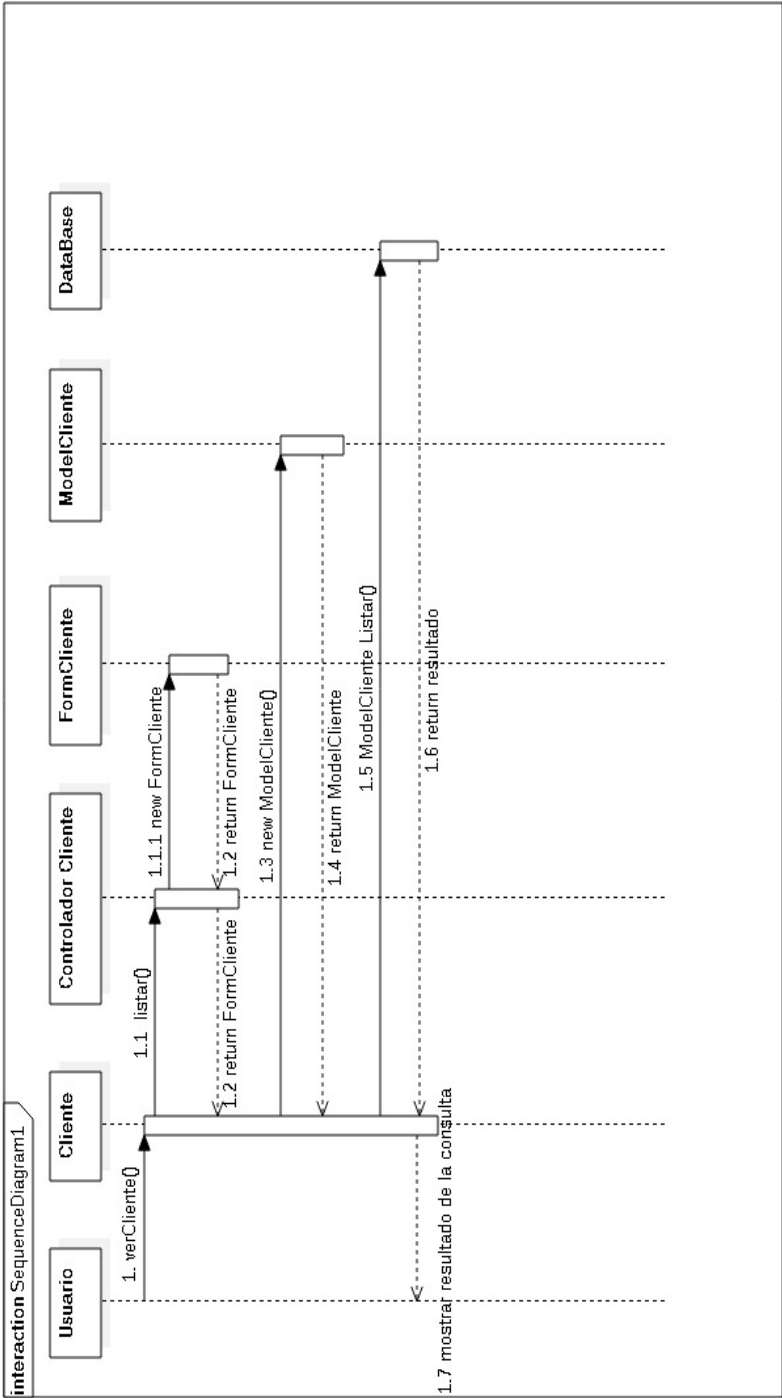 interaction SequenceDiagram1
Usuario
Cliente
Controlador Cliente
FormCliente
ModelCliente
DataBase
1. verCliente()
1.1 listar()
1.1.1 new FormCliente
1.2 return FormCliente
1.2 return FormCliente
1.3 new ModelCliente()
1.4 return ModelCliente
1.5 ModelCliente Listar()
1.6 return resultado
1.7 mostrar resultado de la consulta